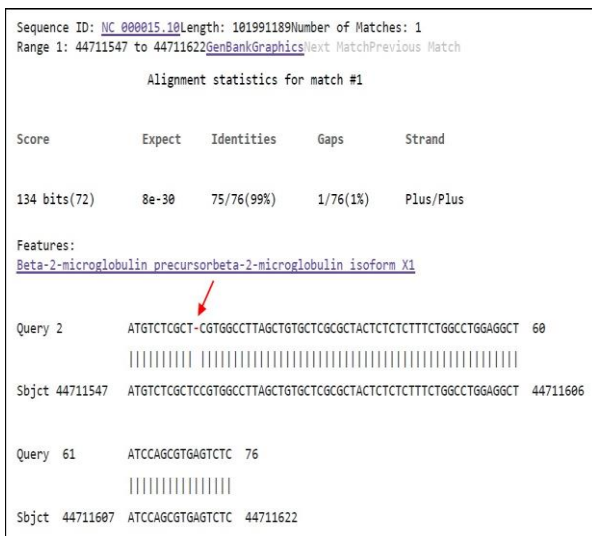 Sequence ID: NC 000015.10Length: 101991189Number of Matches: 1
Range 1: 44711547 to 44711622GenBankGraphicsNext MatchPrevious Match
Alignment statistics for match #1
Score Expect Identities Gaps Strand
134 bits(72) 8e-30 75/76(99%) 1/76(1%) Plus/Plus
Features:
Beta-2-microglobulin precursorbeta-2-microglobulin isoform X1
Query 2 ATGTCTCGCT-CGTGGCCTTAGCTGTGCTCGCGCTACTCTCTCTTTCTGGCCTGGAGGCT 60
|||||||||| |||||||||||||||||||||||||||||||||||||||||||||||||
Sbjct 44711547 ATGTCTCGCTCCGTGGCCTTAGCTGTGCTCGCGCTACTCTCTCTTTCTGGCCTGGAGGCT 44711606
Query 61 ATCCAGCGTGAGTCTC 76
||||||||||||||||
Sbjct 44711607 ATCCAGCGTGAGTCTC 44711622